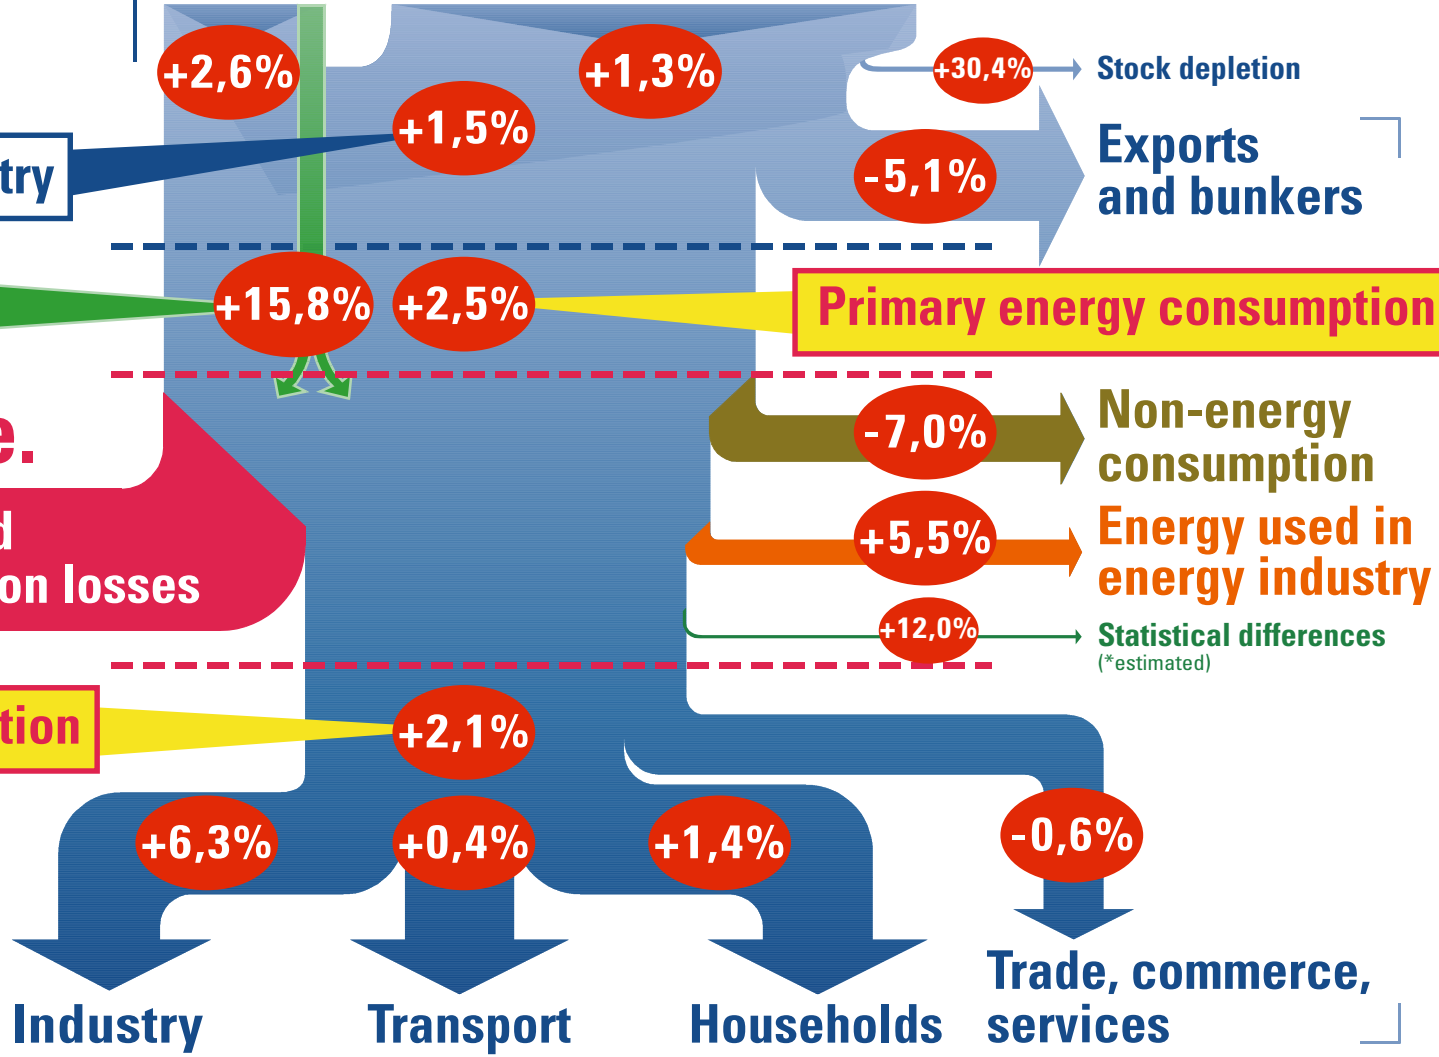 +2,6%
+1,3%
+30,4%
Stock depletion
+1,5%
Exports
and bunkers
-5,1%
try
+15,8%
+2,5%
Primary energy consumption
-7,0%
Non-energy
consumption
e.
d
on losses
+5,5%
Energy used in
energy industry
+12,0%
Statistical differences
(*estimated)
tion
+2,1%
+6,3%
+0,4%
+1,4%
-0,6%
Industry
Transport
Households
Trade, commerce,
services